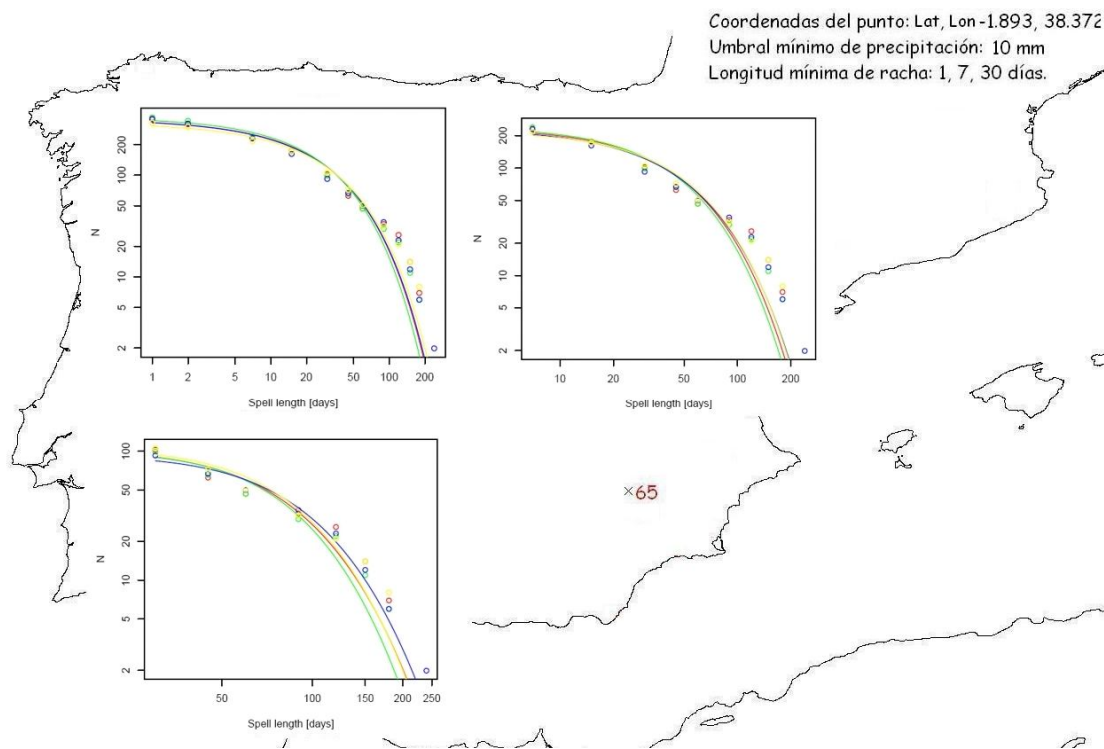 Coordenadas del punto: Lat, Lon -1.893, 38.372
Umbral mínimo de precipitación: 10 mm
Longitud mínima de racha: 1, 7, 30 días.
200
100
50
20
10
5
2
N
1 2 5 10 20 50 100 200
Spell length [days]
200
100
50
20
10
5
2
N
10 20 50 100 200
Spell length [days]
100
50
20
10
5
2
N
50 100 150 200 250
Spell length [days]
×65